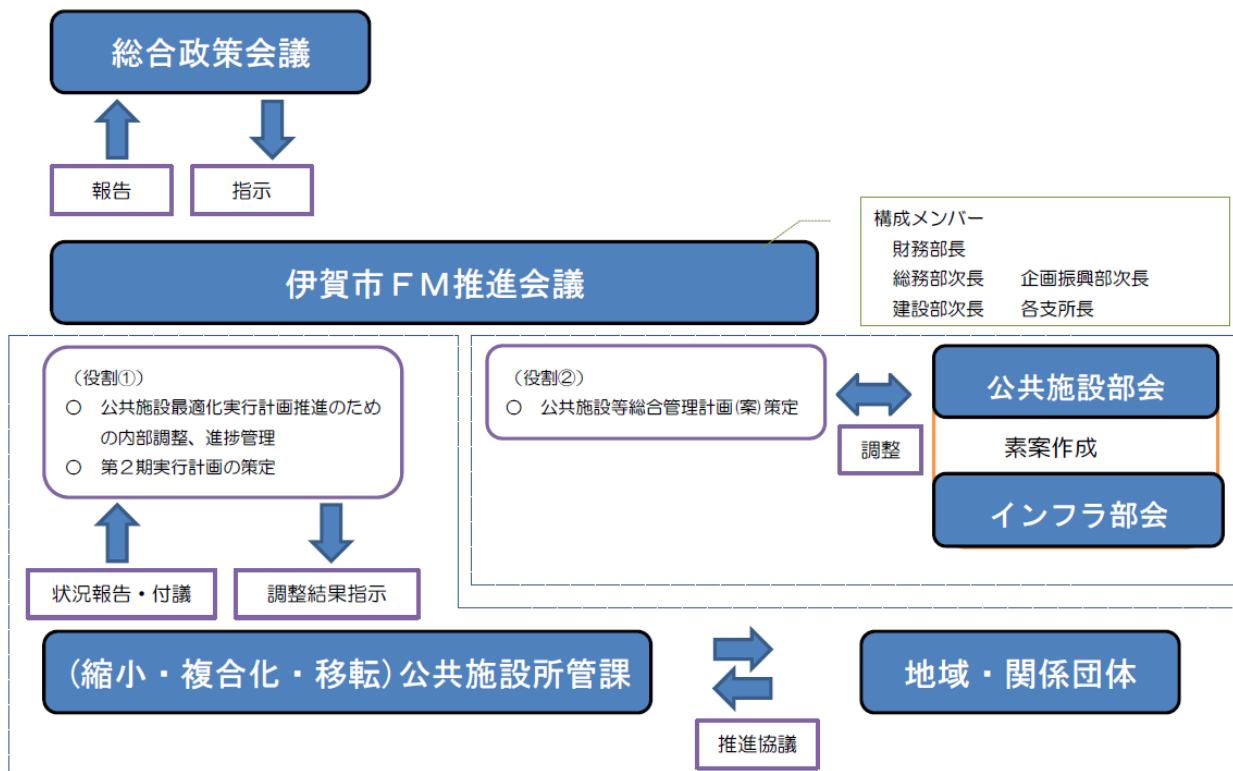 総合政策会議
報告
指示
構成メンバー
財務部長
総務部次長　企画振興部次長
建設部次長　各支所長
伊賀市ＦＭ推進会議
（役割①）
○　公共施設最適化実行計画推進のため
の内部調整、進捗管理
○　第２期実行計画の策定
（役割②）
○　公共施設等総合管理計画(案)策定
調整
公共施設部会
素案作成
インフラ部会
状況報告・付議
調整結果指示
(縮小・複合化・移転)公共施設所管課
推進協議
地域・関係団体